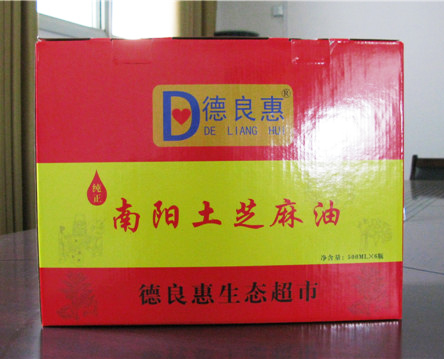 D德良惠®
DE LIANG HUI
纯正
南阳土芝麻油
净含量:500ML×6瓶
德良惠生态超市